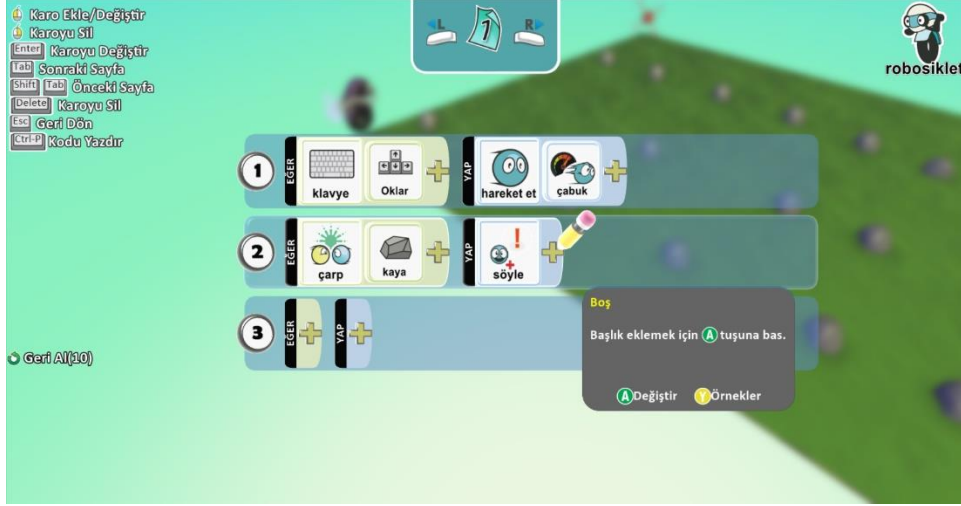 Karo Ekle/Değiştir
Karoyu Sil
Enter Karoyu Değiştir
Tab Sonraki Sayfa
Shift Tab Önceki Sayfa
Delete Karoyu Sil
Esc Geri Dön
Ctrl-P Kodu Yazdır
L 1 R
robosiklet
1 EĞER klavye Oklar YAP hareket et çabuk
2 EĞER çarp kaya YAP söyle
3 EĞER YAP
Boş
Başlık eklemek için A tuşuna bas.
A Değiştir Y Örnekler
Geri Al(10)